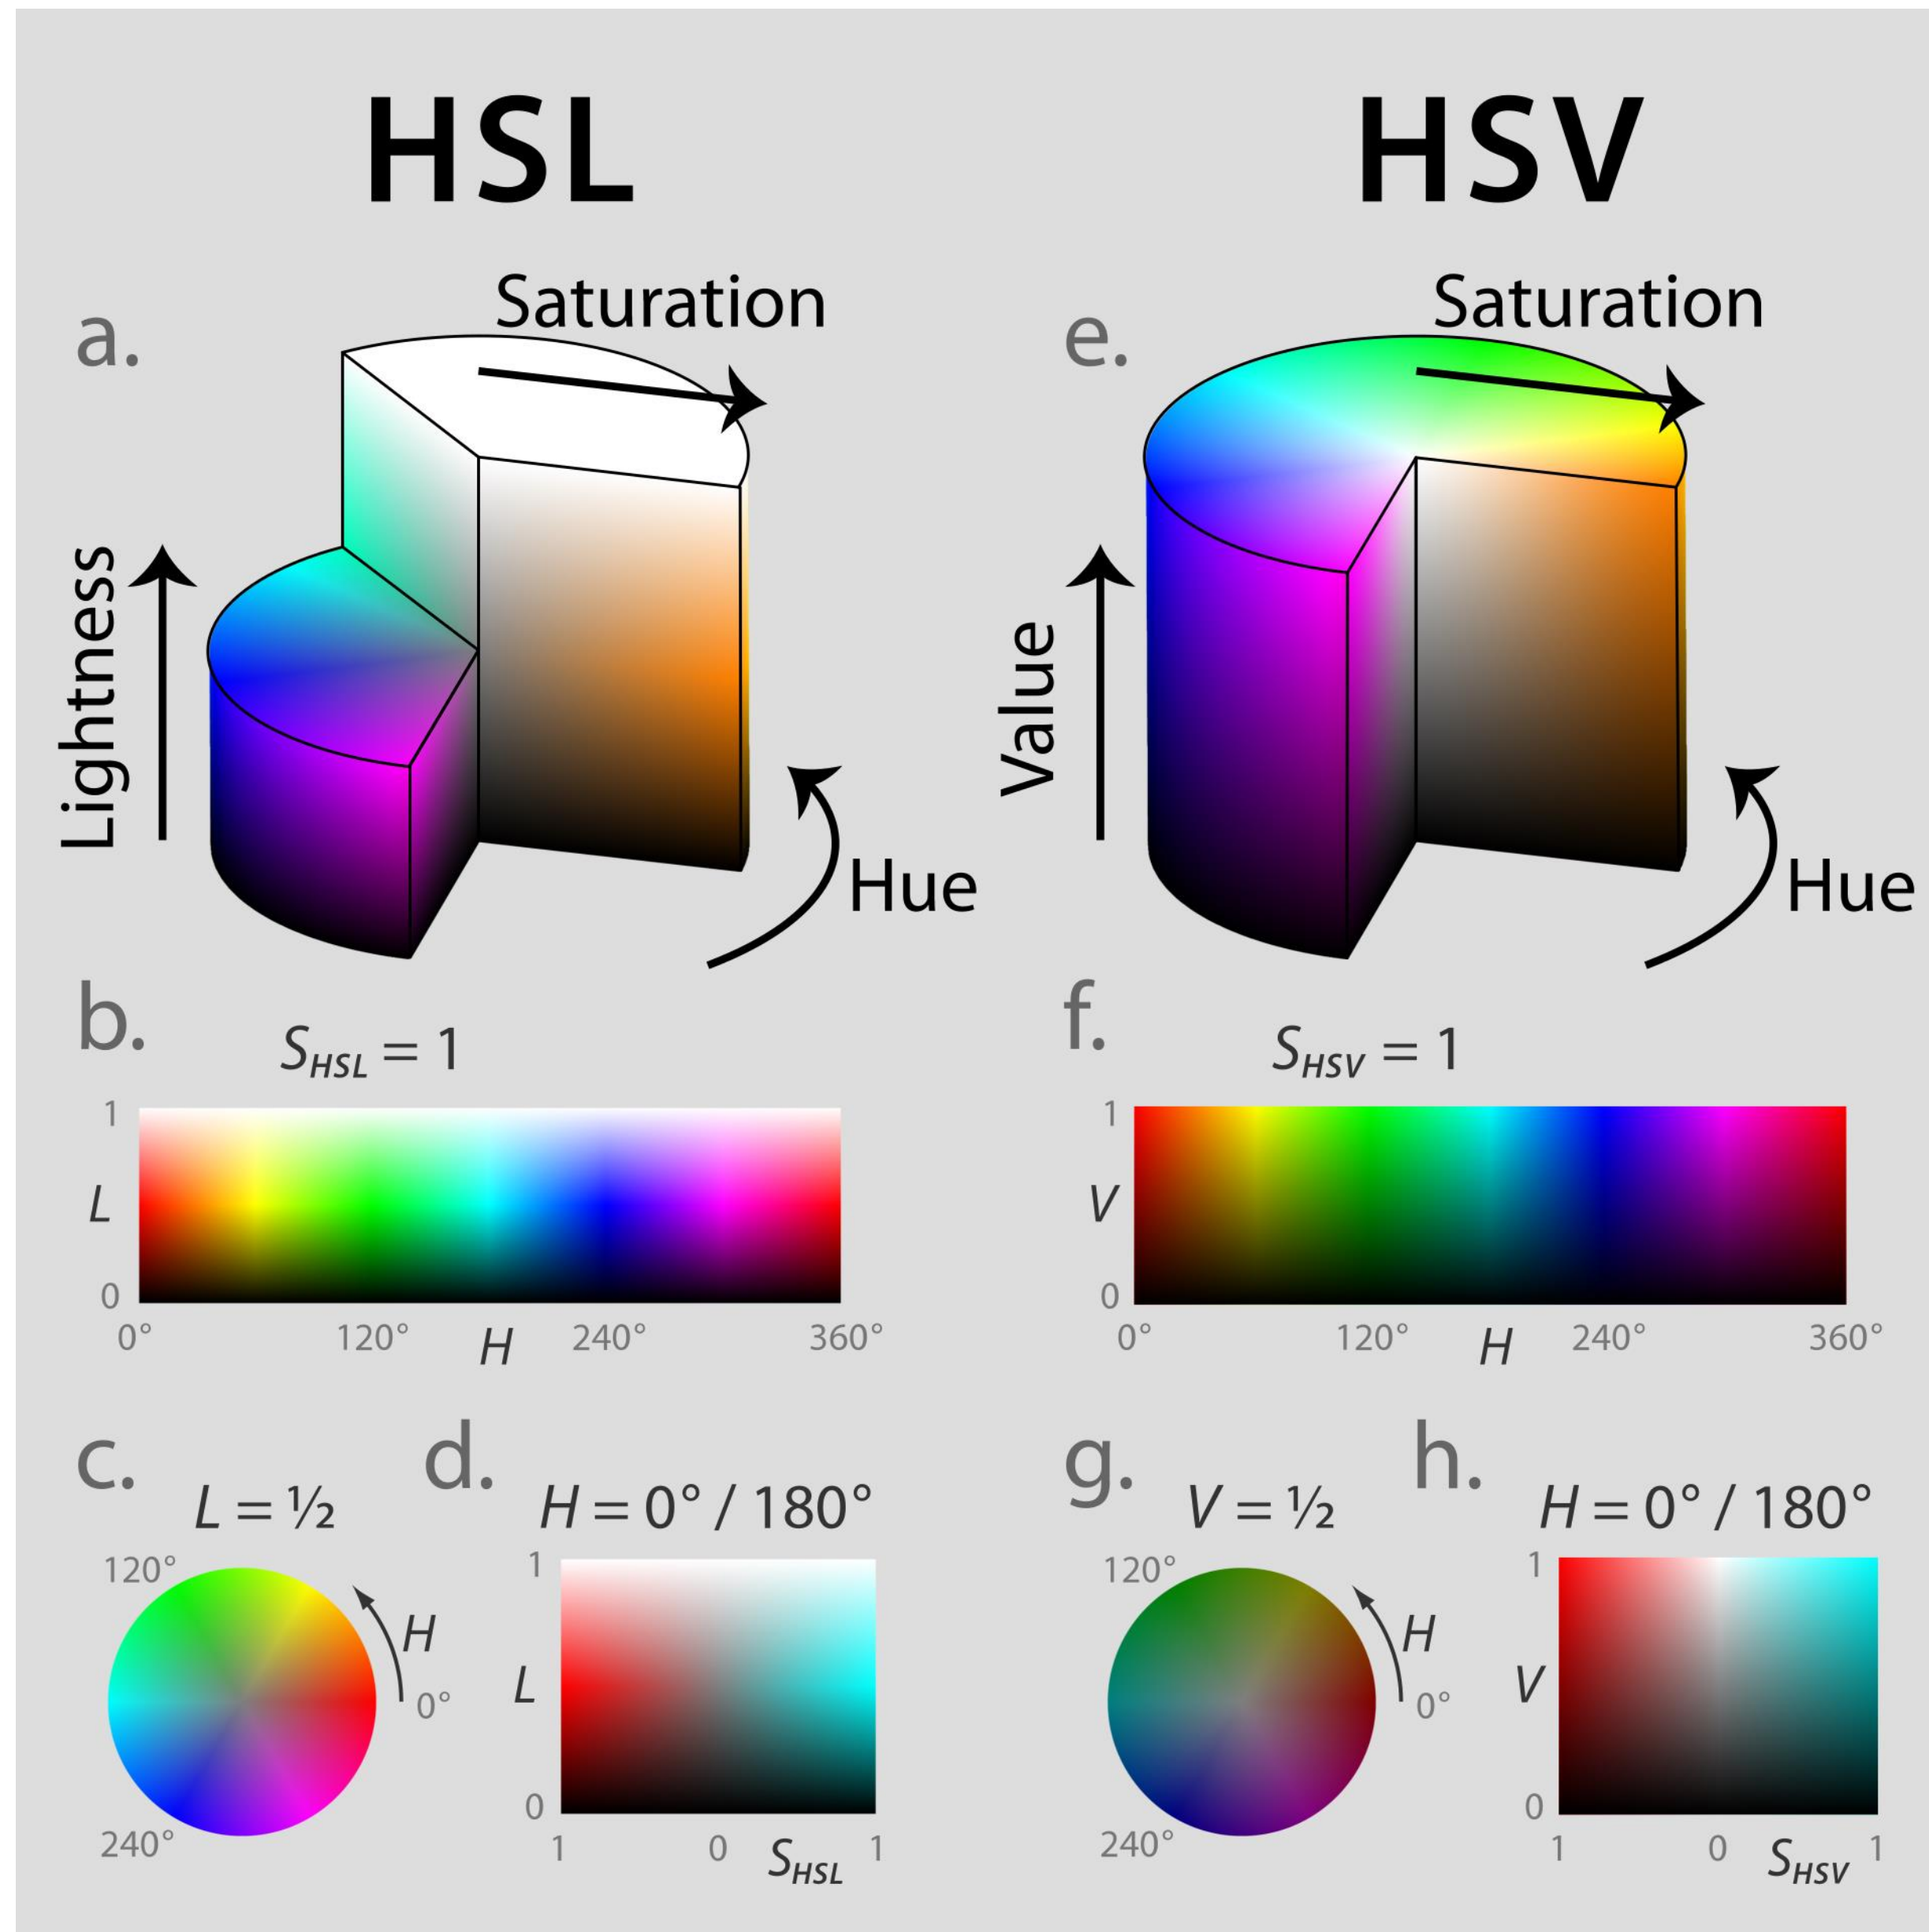 HSL
HSV
a.
Saturation
Lightness
Hue
e.
Saturation
Value
Hue
b.
S_HSL = 1
1
L
0
0°
120°
H
240°
360°
f.
S_HSV = 1
1
V
0
0°
120°
H
240°
360°
c.
L = ½
120°
H
0°
240°
d.
H = 0° / 180°
1
L
0
1
0
S_HSL
1
g.
V = ½
120°
H
0°
240°
h.
H = 0° / 180°
1
V
0
1
0
S_HSV
1